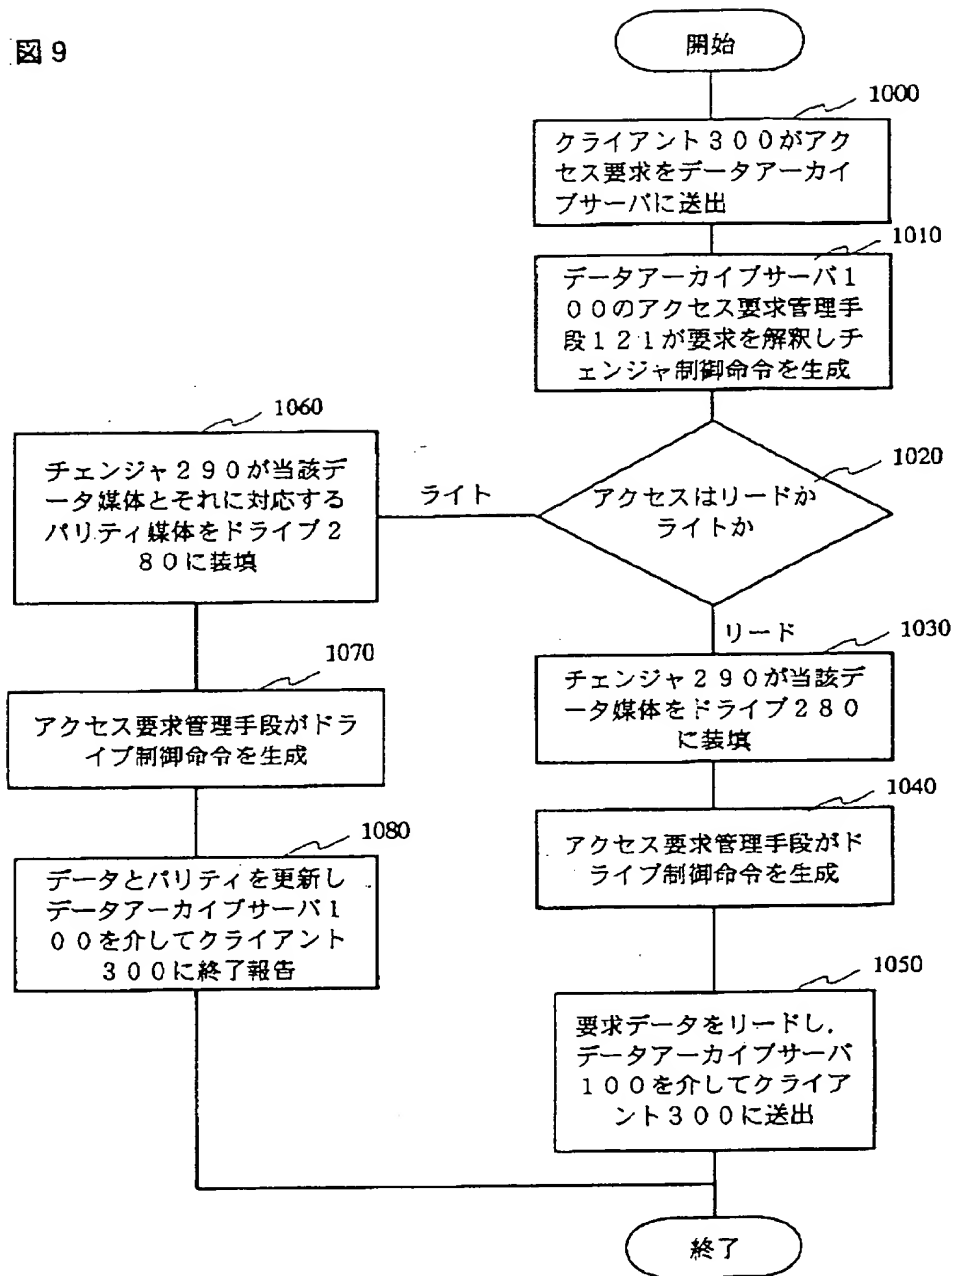 図９
開始
1000
クライアント３００がアク
セス要求をデータアーカイ
ブサーバに送出
1010
データアーカイブサーバ１
００のアクセス要求管理手
段１２１が要求を解釈しチ
ェンジャ制御命令を生成
1020
アクセスはリードか
ライトか
ライト
リード
1060
チェンジャ２９０が当該デ
ータ媒体とそれに対応する
パリティ媒体をドライブ２
８０に装填
1070
アクセス要求管理手段がドラ
イブ制御命令を生成
1080
データとパリティを更新し
データアーカイブサーバ１
００を介してクライアント
３００に終了報告
1030
チェンジャ２９０が当該デ
ータ媒体をドライブ２８０
に装填
1040
アクセス要求管理手段がド
ライブ制御命令を生成
1050
要求データをリードし，
データアーカイブサーバ
１００を介してクライア
ント３００に送出
終了